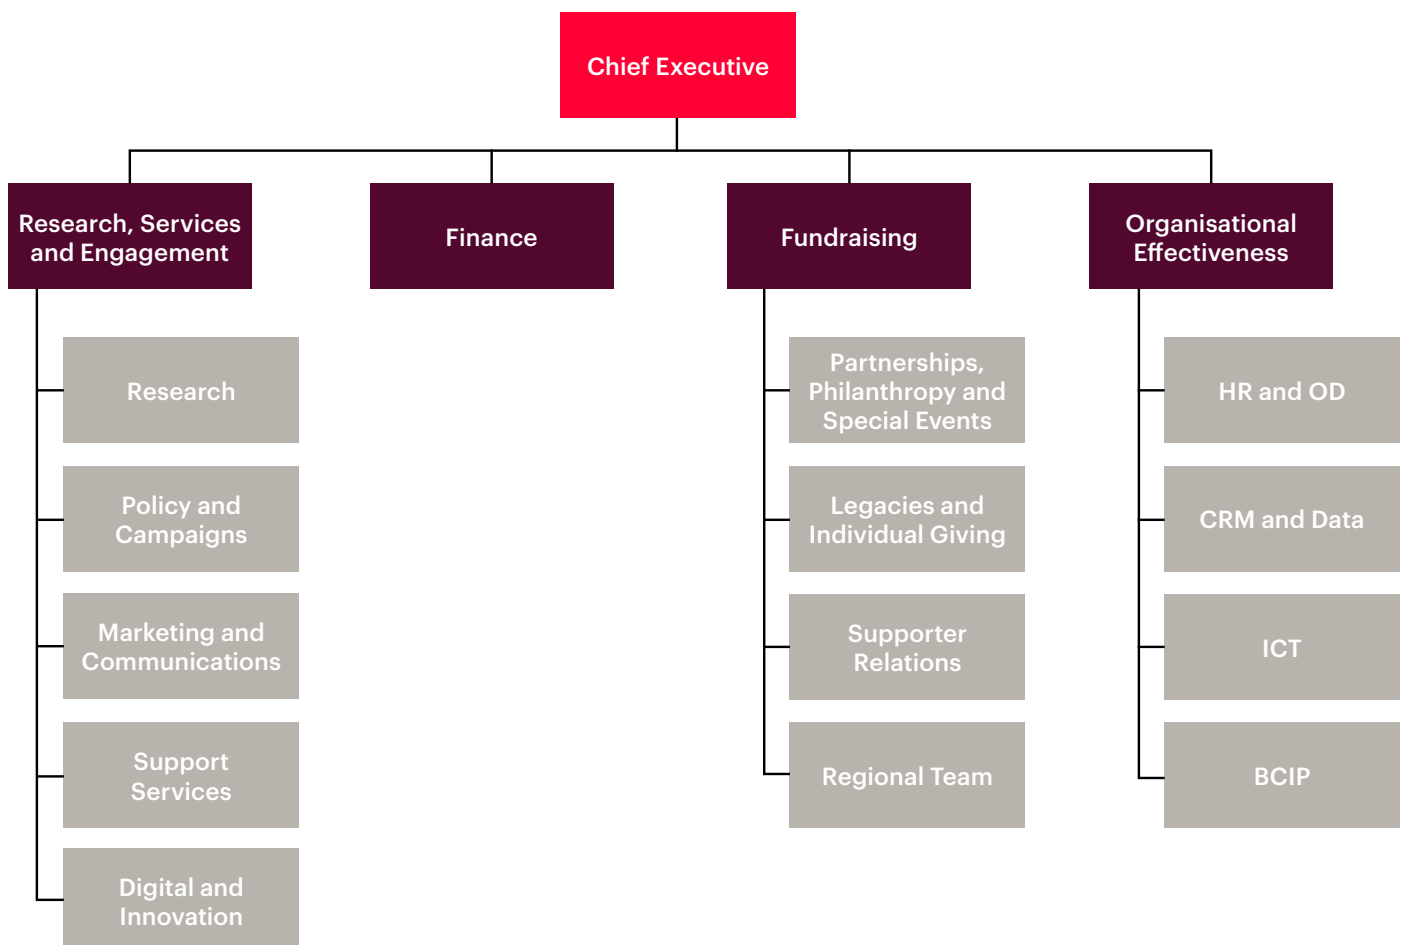 Chief Executive
Research, Services
and Engagement
Finance
Fundraising
Organisational
Effectiveness
Research
Policy and
Campaigns
Marketing and
Communications
Support
Services
Digital and
Innovation
Partnerships,
Philanthropy and
Special Events
Legacies and
Individual Giving
Supporter
Relations
Regional Team
HR and OD
CRM and Data
ICT
BCIP